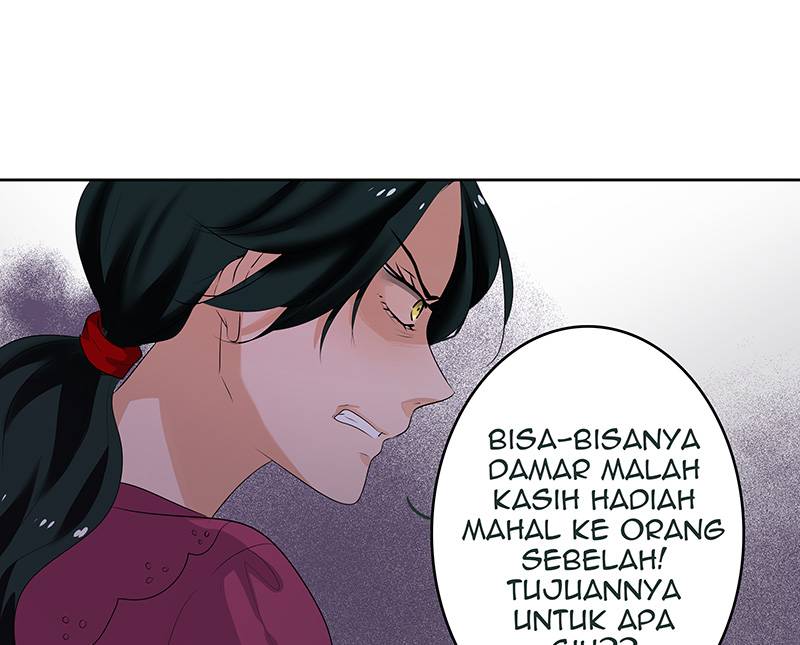 BISA-BISANYA
DAMAR MALAH
KASIH HADIAH
MAHAL KE ORANG
SEBELAH!
TUJUANNYA
UNTUK APA